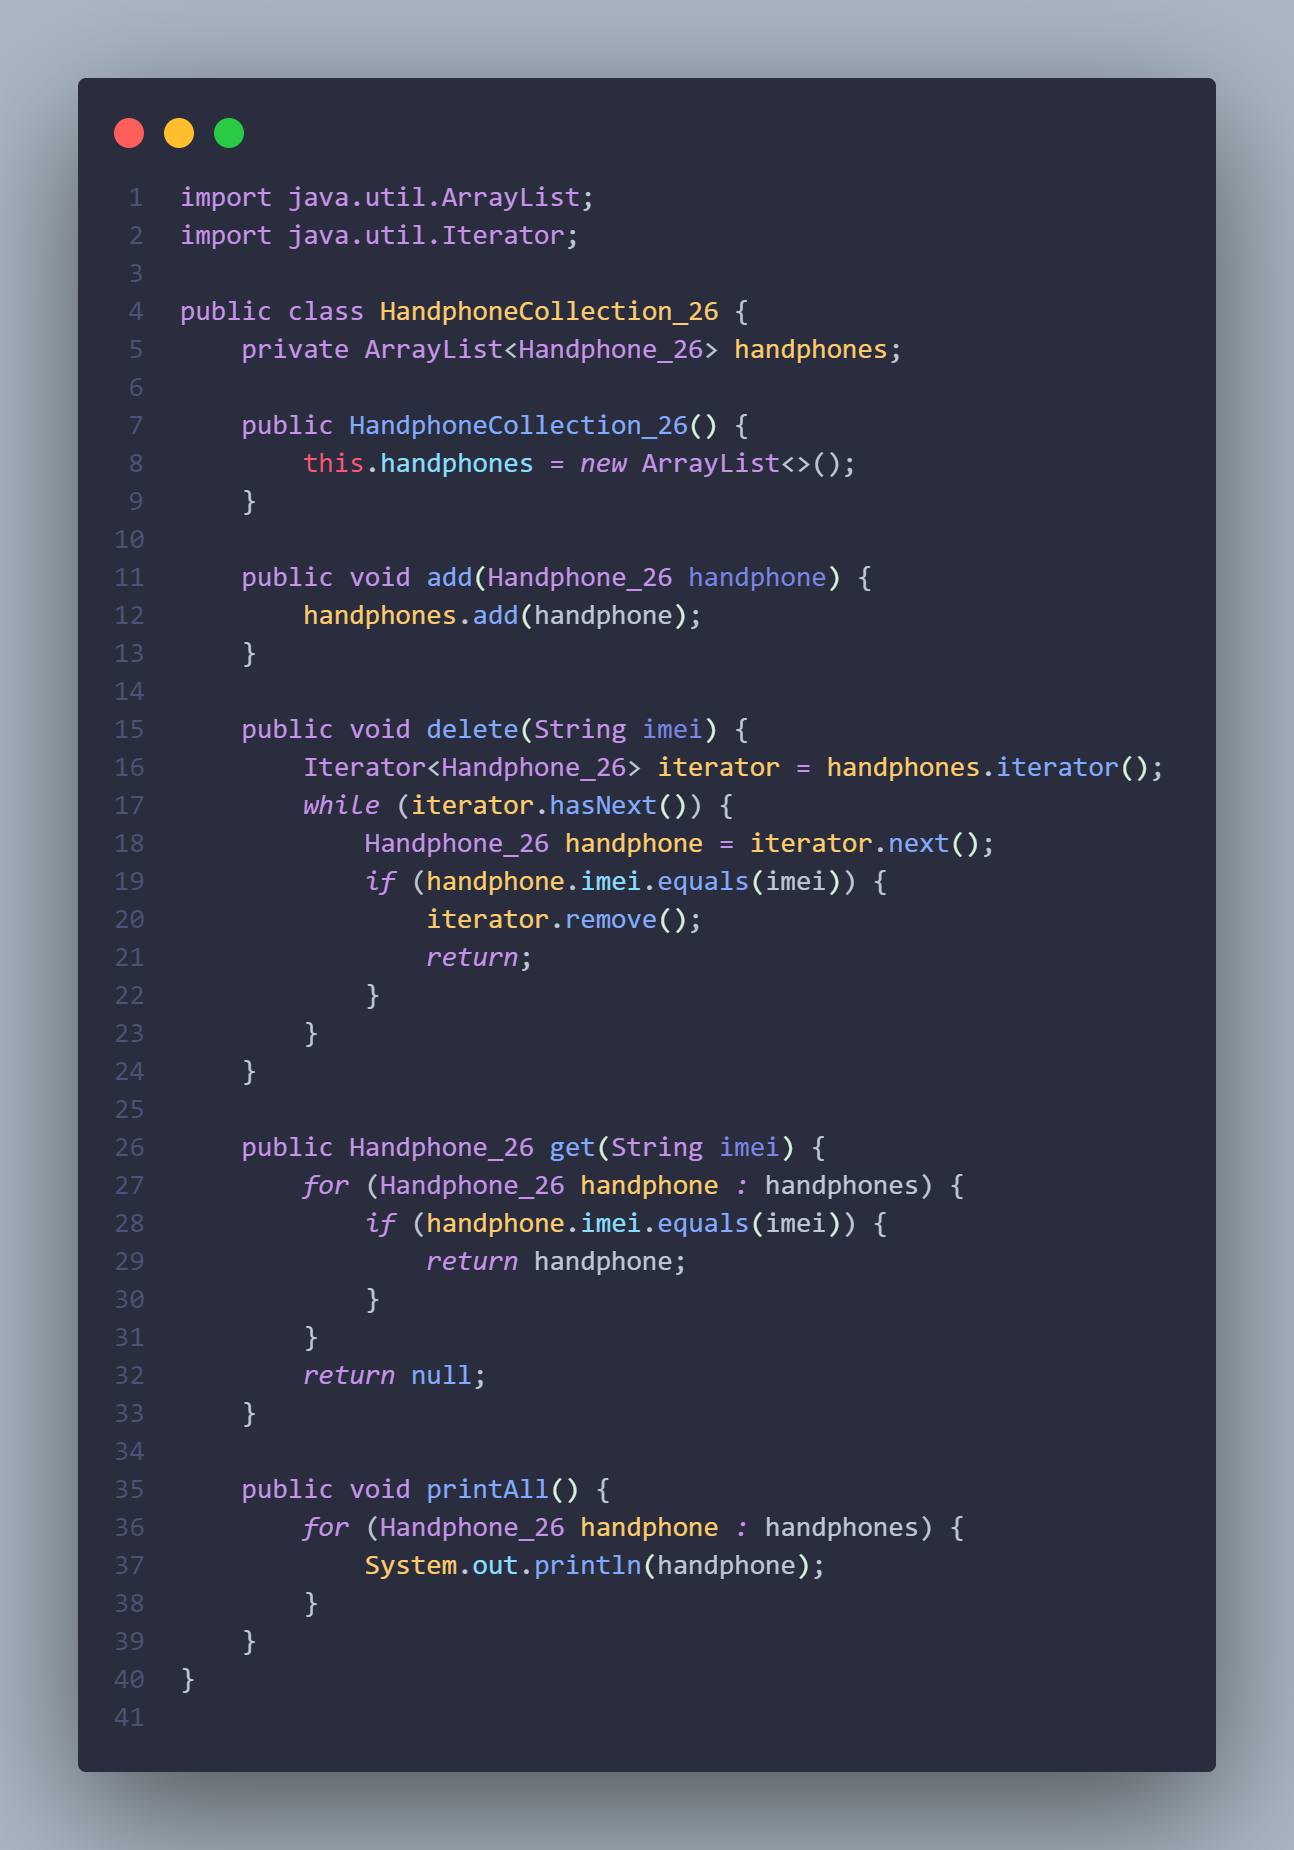 1 import java.util.ArrayList;
2 import java.util.Iterator;
3
4 public class HandphoneCollection_26 {
5     private ArrayList<Handphone_26> handphones;
6
7     public HandphoneCollection_26() {
8         this.handphones = new ArrayList<>();
9     }
10
11     public void add(Handphone_26 handphone) {
12         handphones.add(handphone);
13     }
14
15     public void delete(String imei) {
16         Iterator<Handphone_26> iterator = handphones.iterator();
17         while (iterator.hasNext()) {
18             Handphone_26 handphone = iterator.next();
19             if (handphone.imei.equals(imei)) {
20                 iterator.remove();
21                 return;
22             }
23         }
24     }
25
26     public Handphone_26 get(String imei) {
27         for (Handphone_26 handphone : handphones) {
28             if (handphone.imei.equals(imei)) {
29                 return handphone;
30             }
31         }
32         return null;
33     }
34
35     public void printAll() {
36         for (Handphone_26 handphone : handphones) {
37             System.out.println(handphone);
38         }
39     }
40 }
41